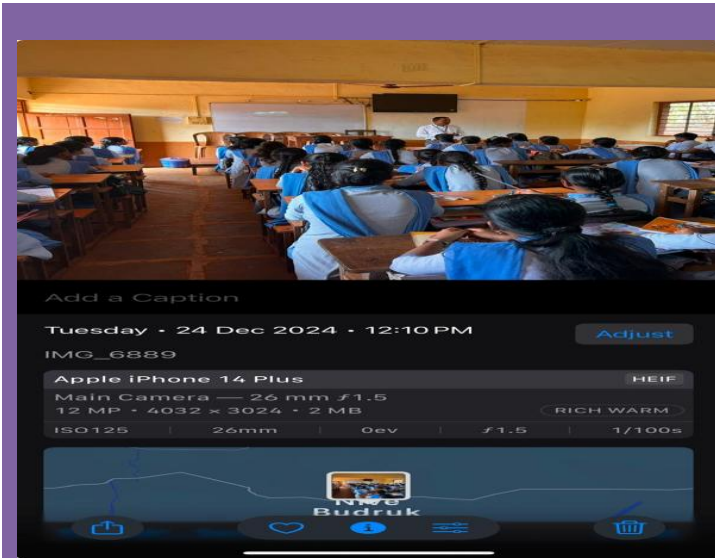 Add a Caption
Tuesday • 24 Dec 2024 • 12:10 PM
Adjust
IMG_6889
Apple iPhone 14 Plus
HEIF
Main Camera — 26 mm ƒ1.5
12 MP • 4032 × 3024 • 2 MB
RICH WARM
ISO125 | 26mm | 0ev | ƒ1.5 | 1/100s
Nive
Budruk